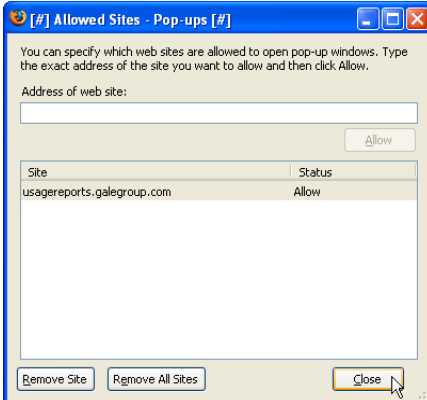 [#] Allowed Sites - Pop-ups [#]
You can specify which web sites are allowed to open pop-up windows. Type
the exact address of the site you want to allow and then click Allow.
Address of web site:
Allow
Site Status
usagereports.galegroup.com Allow
Remove Site Remove All Sites Close